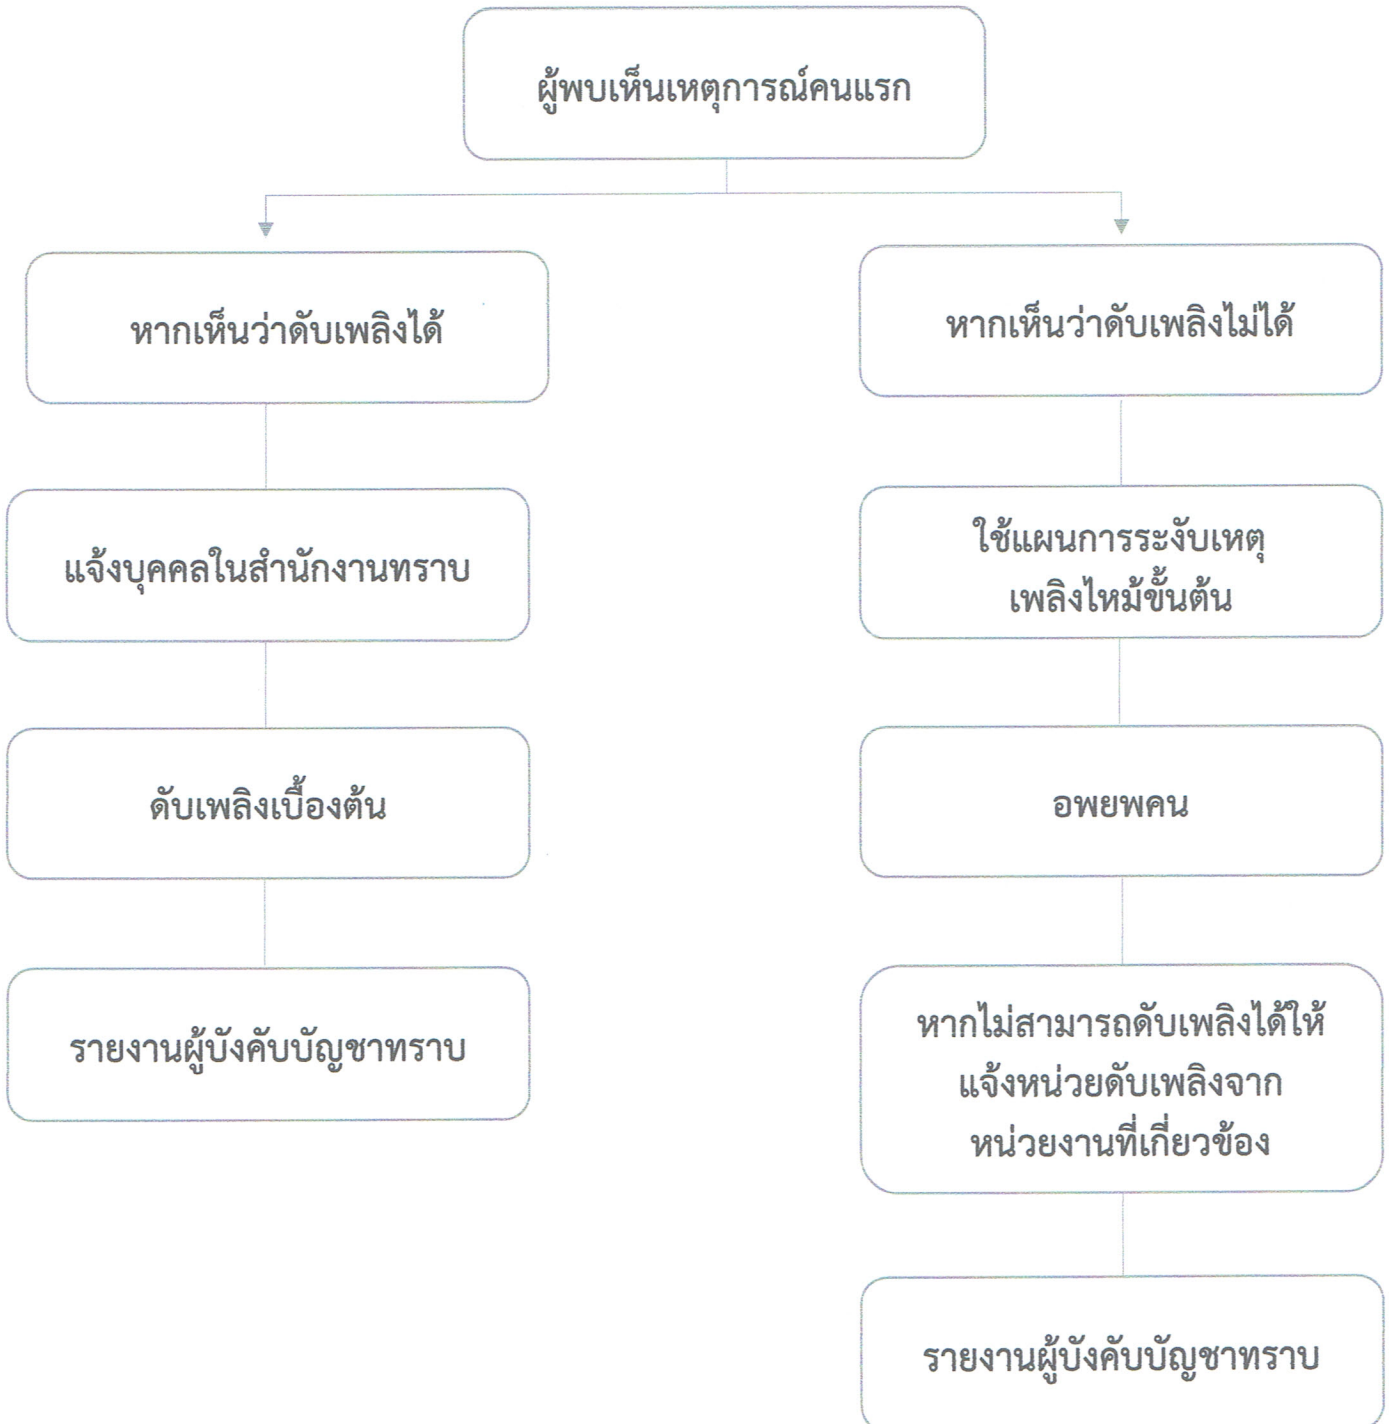 ผู้พบเห็นเหตุการณ์คนแรก
หากเห็นว่าดับเพลิงได้
แจ้งบุคคลในสำนักงานทราบ
ดับเพลิงเบื้องต้น
รายงานผู้บังคับบัญชาทราบ
หากเห็นว่าดับเพลิงไม่ได้
ใช้แผนการระงับเหตุ
เพลิงไหม้ขั้นต้น
อพยพคน
หากไม่สามารถดับเพลิงได้ให้
แจ้งหน่วยดับเพลิงจาก
หน่วยงานที่เกี่ยวข้อง
รายงานผู้บังคับบัญชาทราบ